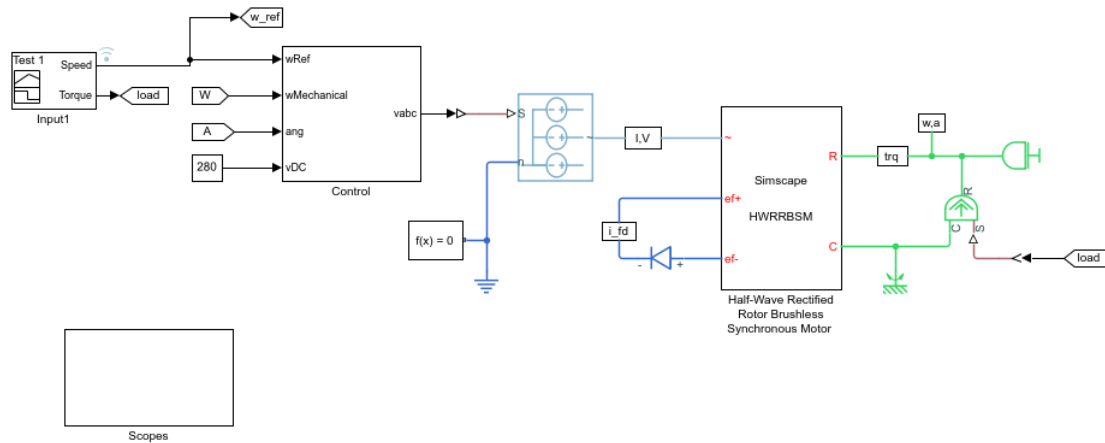 w_ref
Test 1
Speed
Torque
Input1
load
W
A
280
wRef
wMechanical
ang
vDC
vabc
Control
S
n
~
f(x) = 0
I,V
i_fd
-
+
~
ef+
ef-
Simscape
HWRRBSM
R
C
Half-Wave Rectified
Rotor Brushless
Synchronous Motor
trq
w,a
R
C
S
load
Scopes